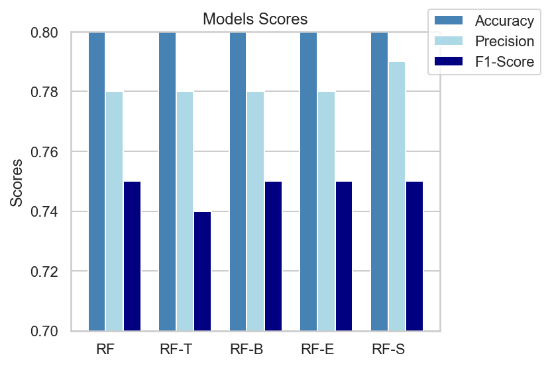 Models Scores
Accuracy
Precision
F1-Score
Scores
0.80
0.78
0.76
0.74
0.72
0.70
RF RF-T RF-B RF-E RF-S